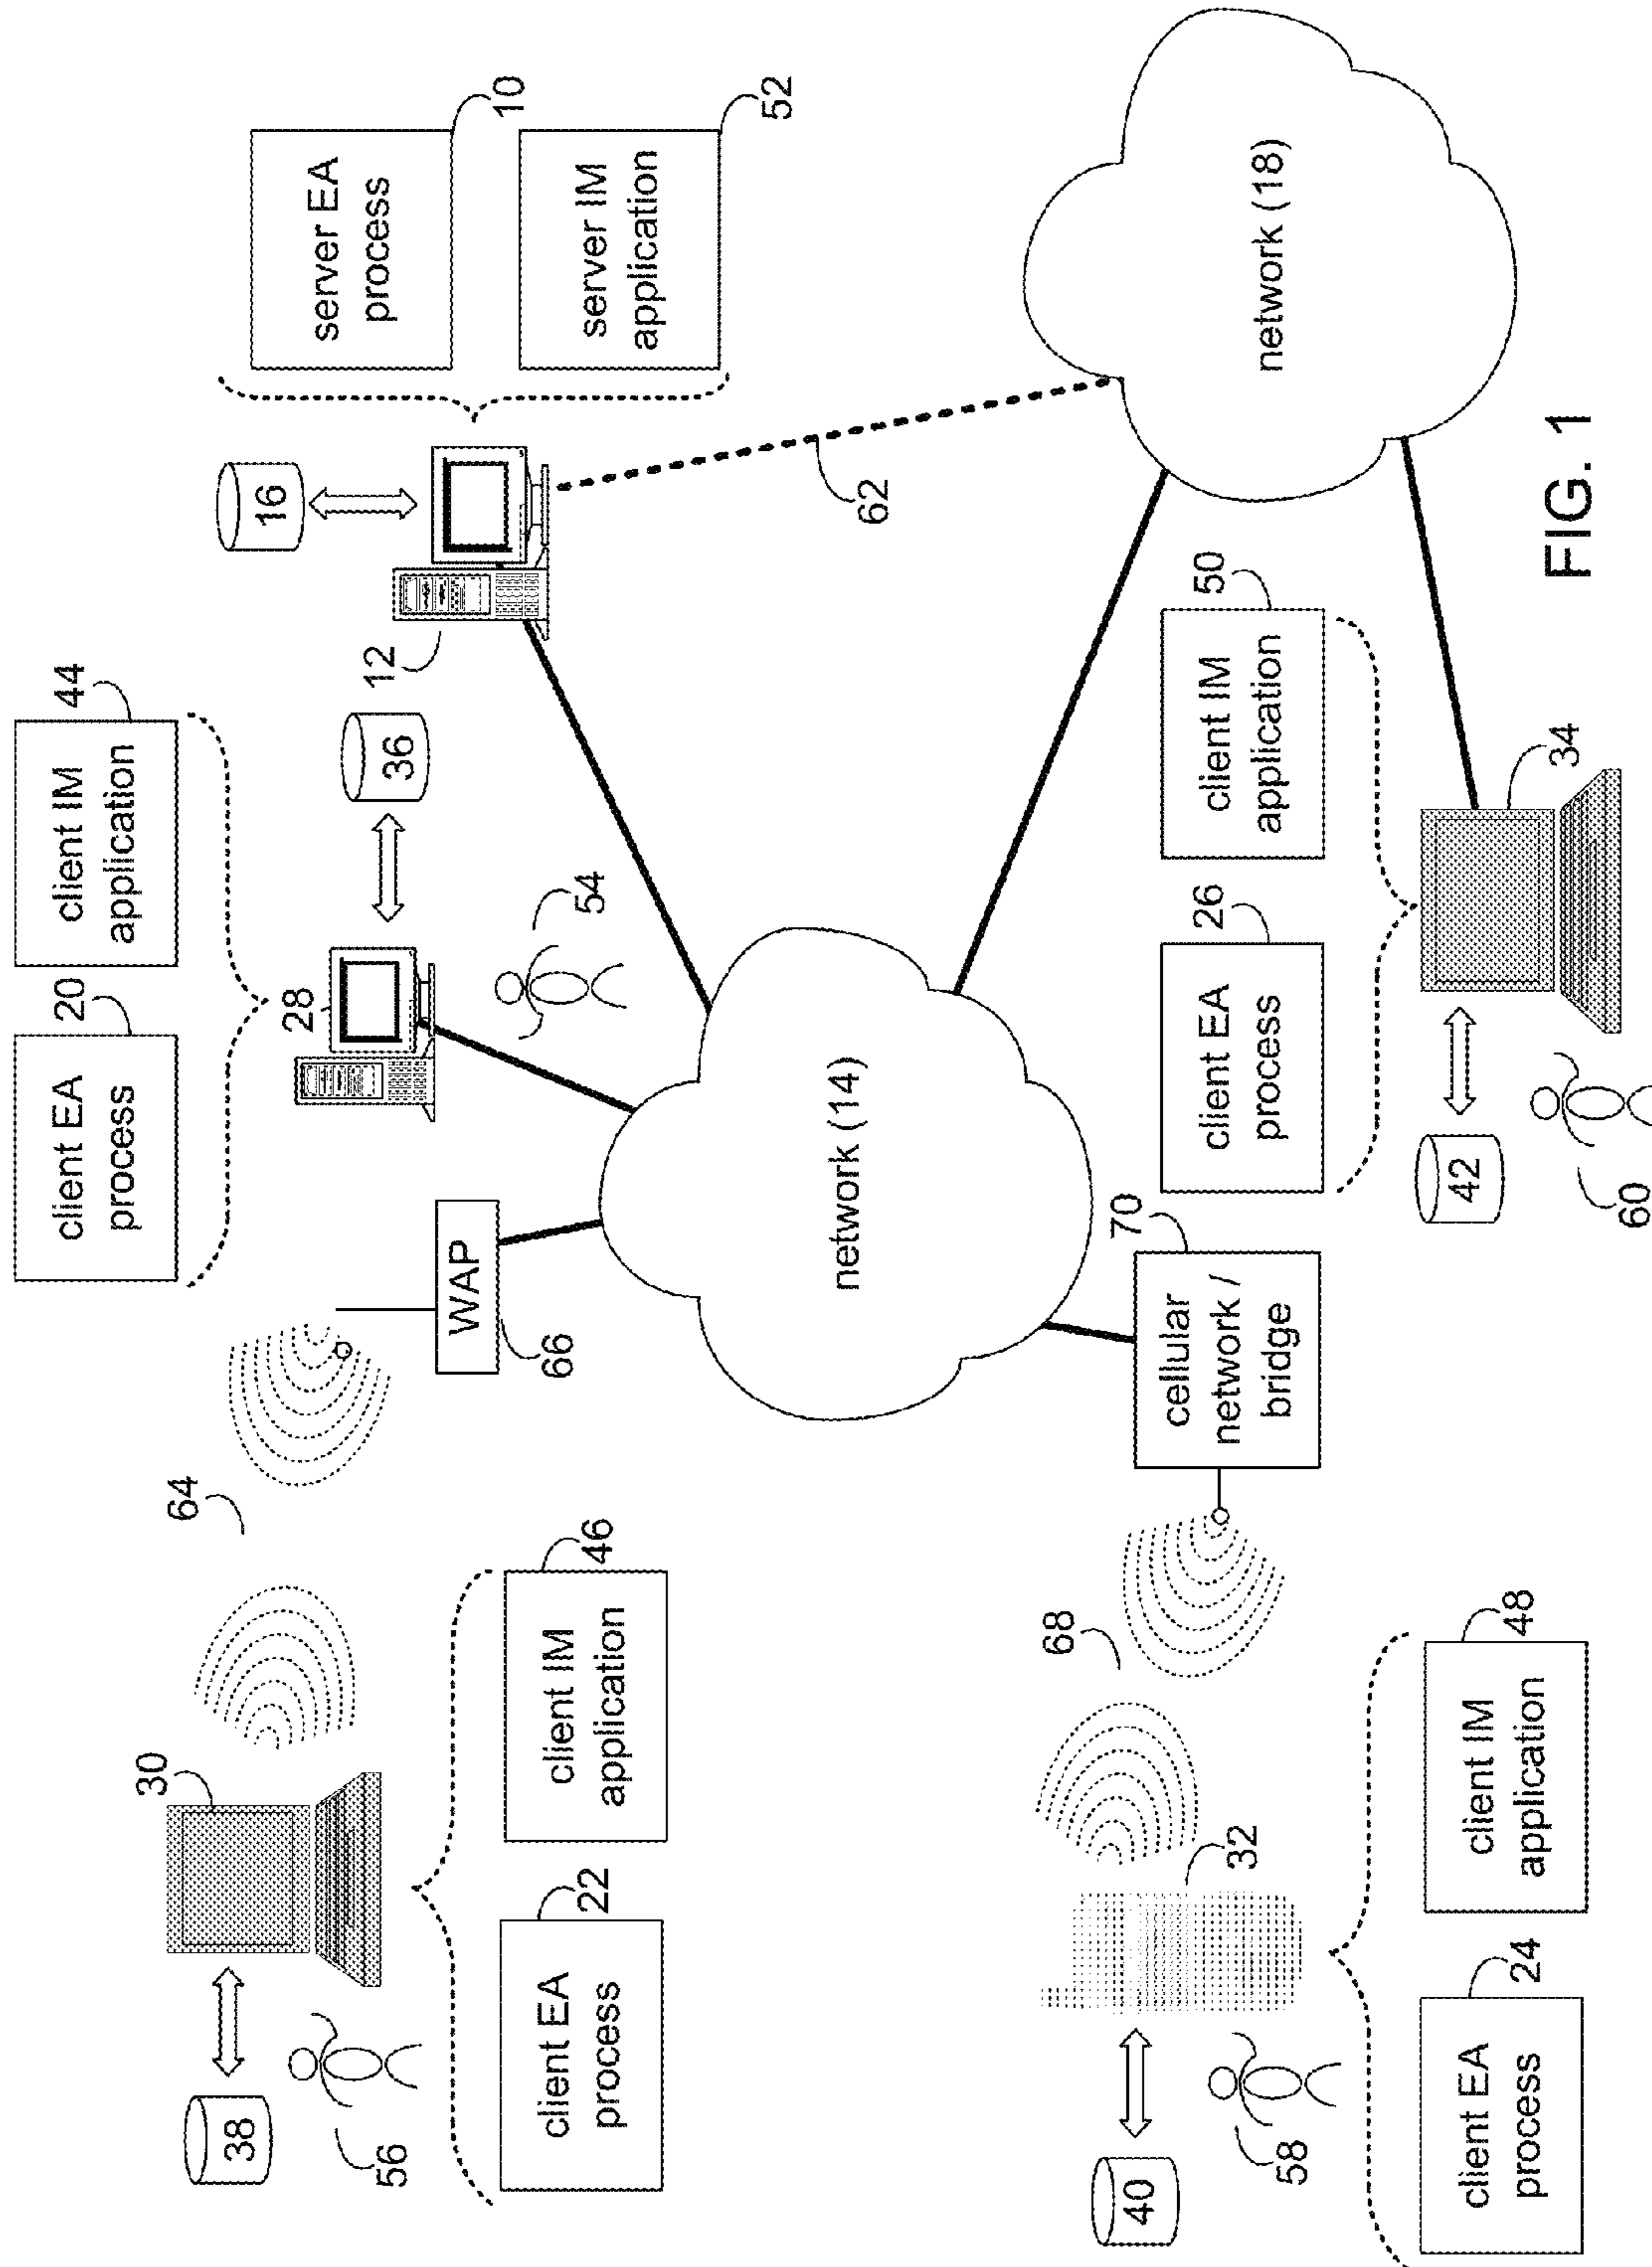 38
30
64
client EA
process
20
client IM
application
44
server EA
process
10
server IM
application
52
56
client EA
process
22
client IM
application
46
WAP
66
28
36
54
12
16
62
network (14)
network (18)
40
58
32
68
cellular
network /
bridge
70
client EA
process
24
client IM
application
48
client EA
process
26
client IM
application
50
42
60
34
FIG. 1